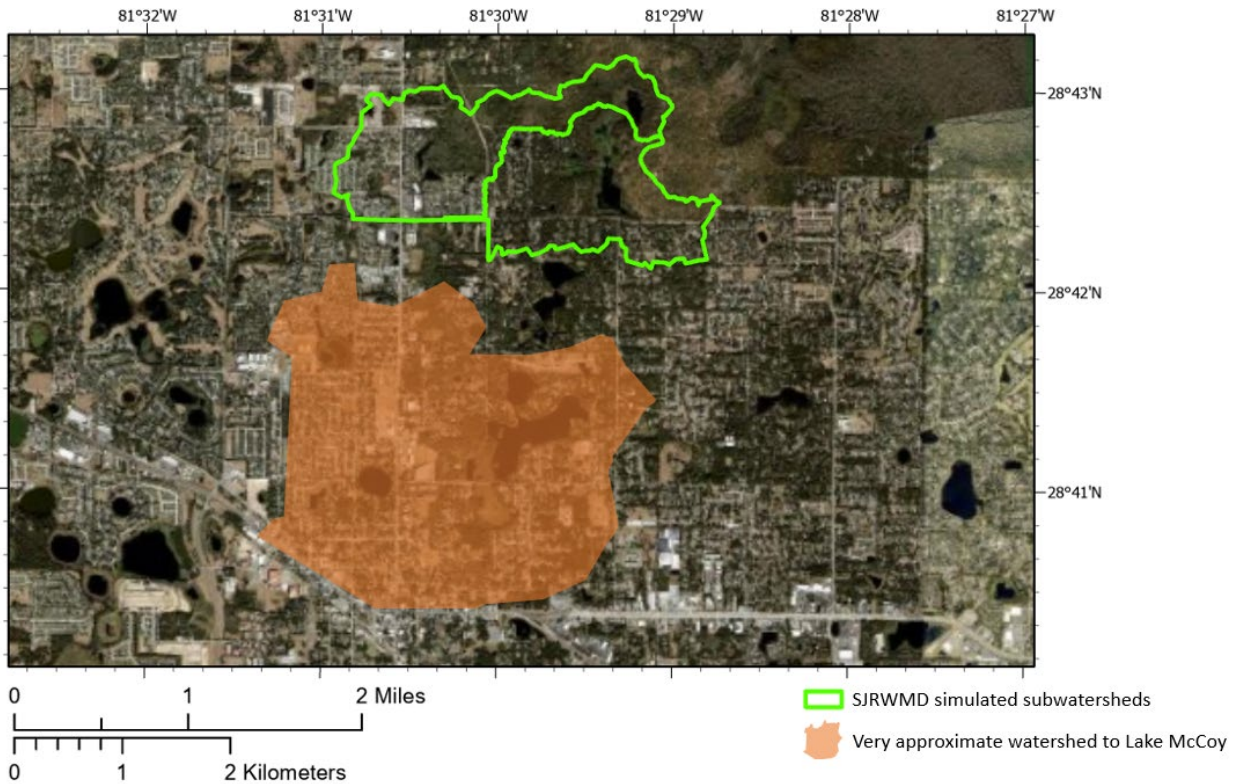 81°32'W 81°31'W 81°30'W 81°29'W 81°28'W 81°27'W
28°43'N
28°42'N
28°41'N
0 1 2 Miles
0 1 2 Kilometers
SJRWMD simulated subwatersheds
Very approximate watershed to Lake McCoy